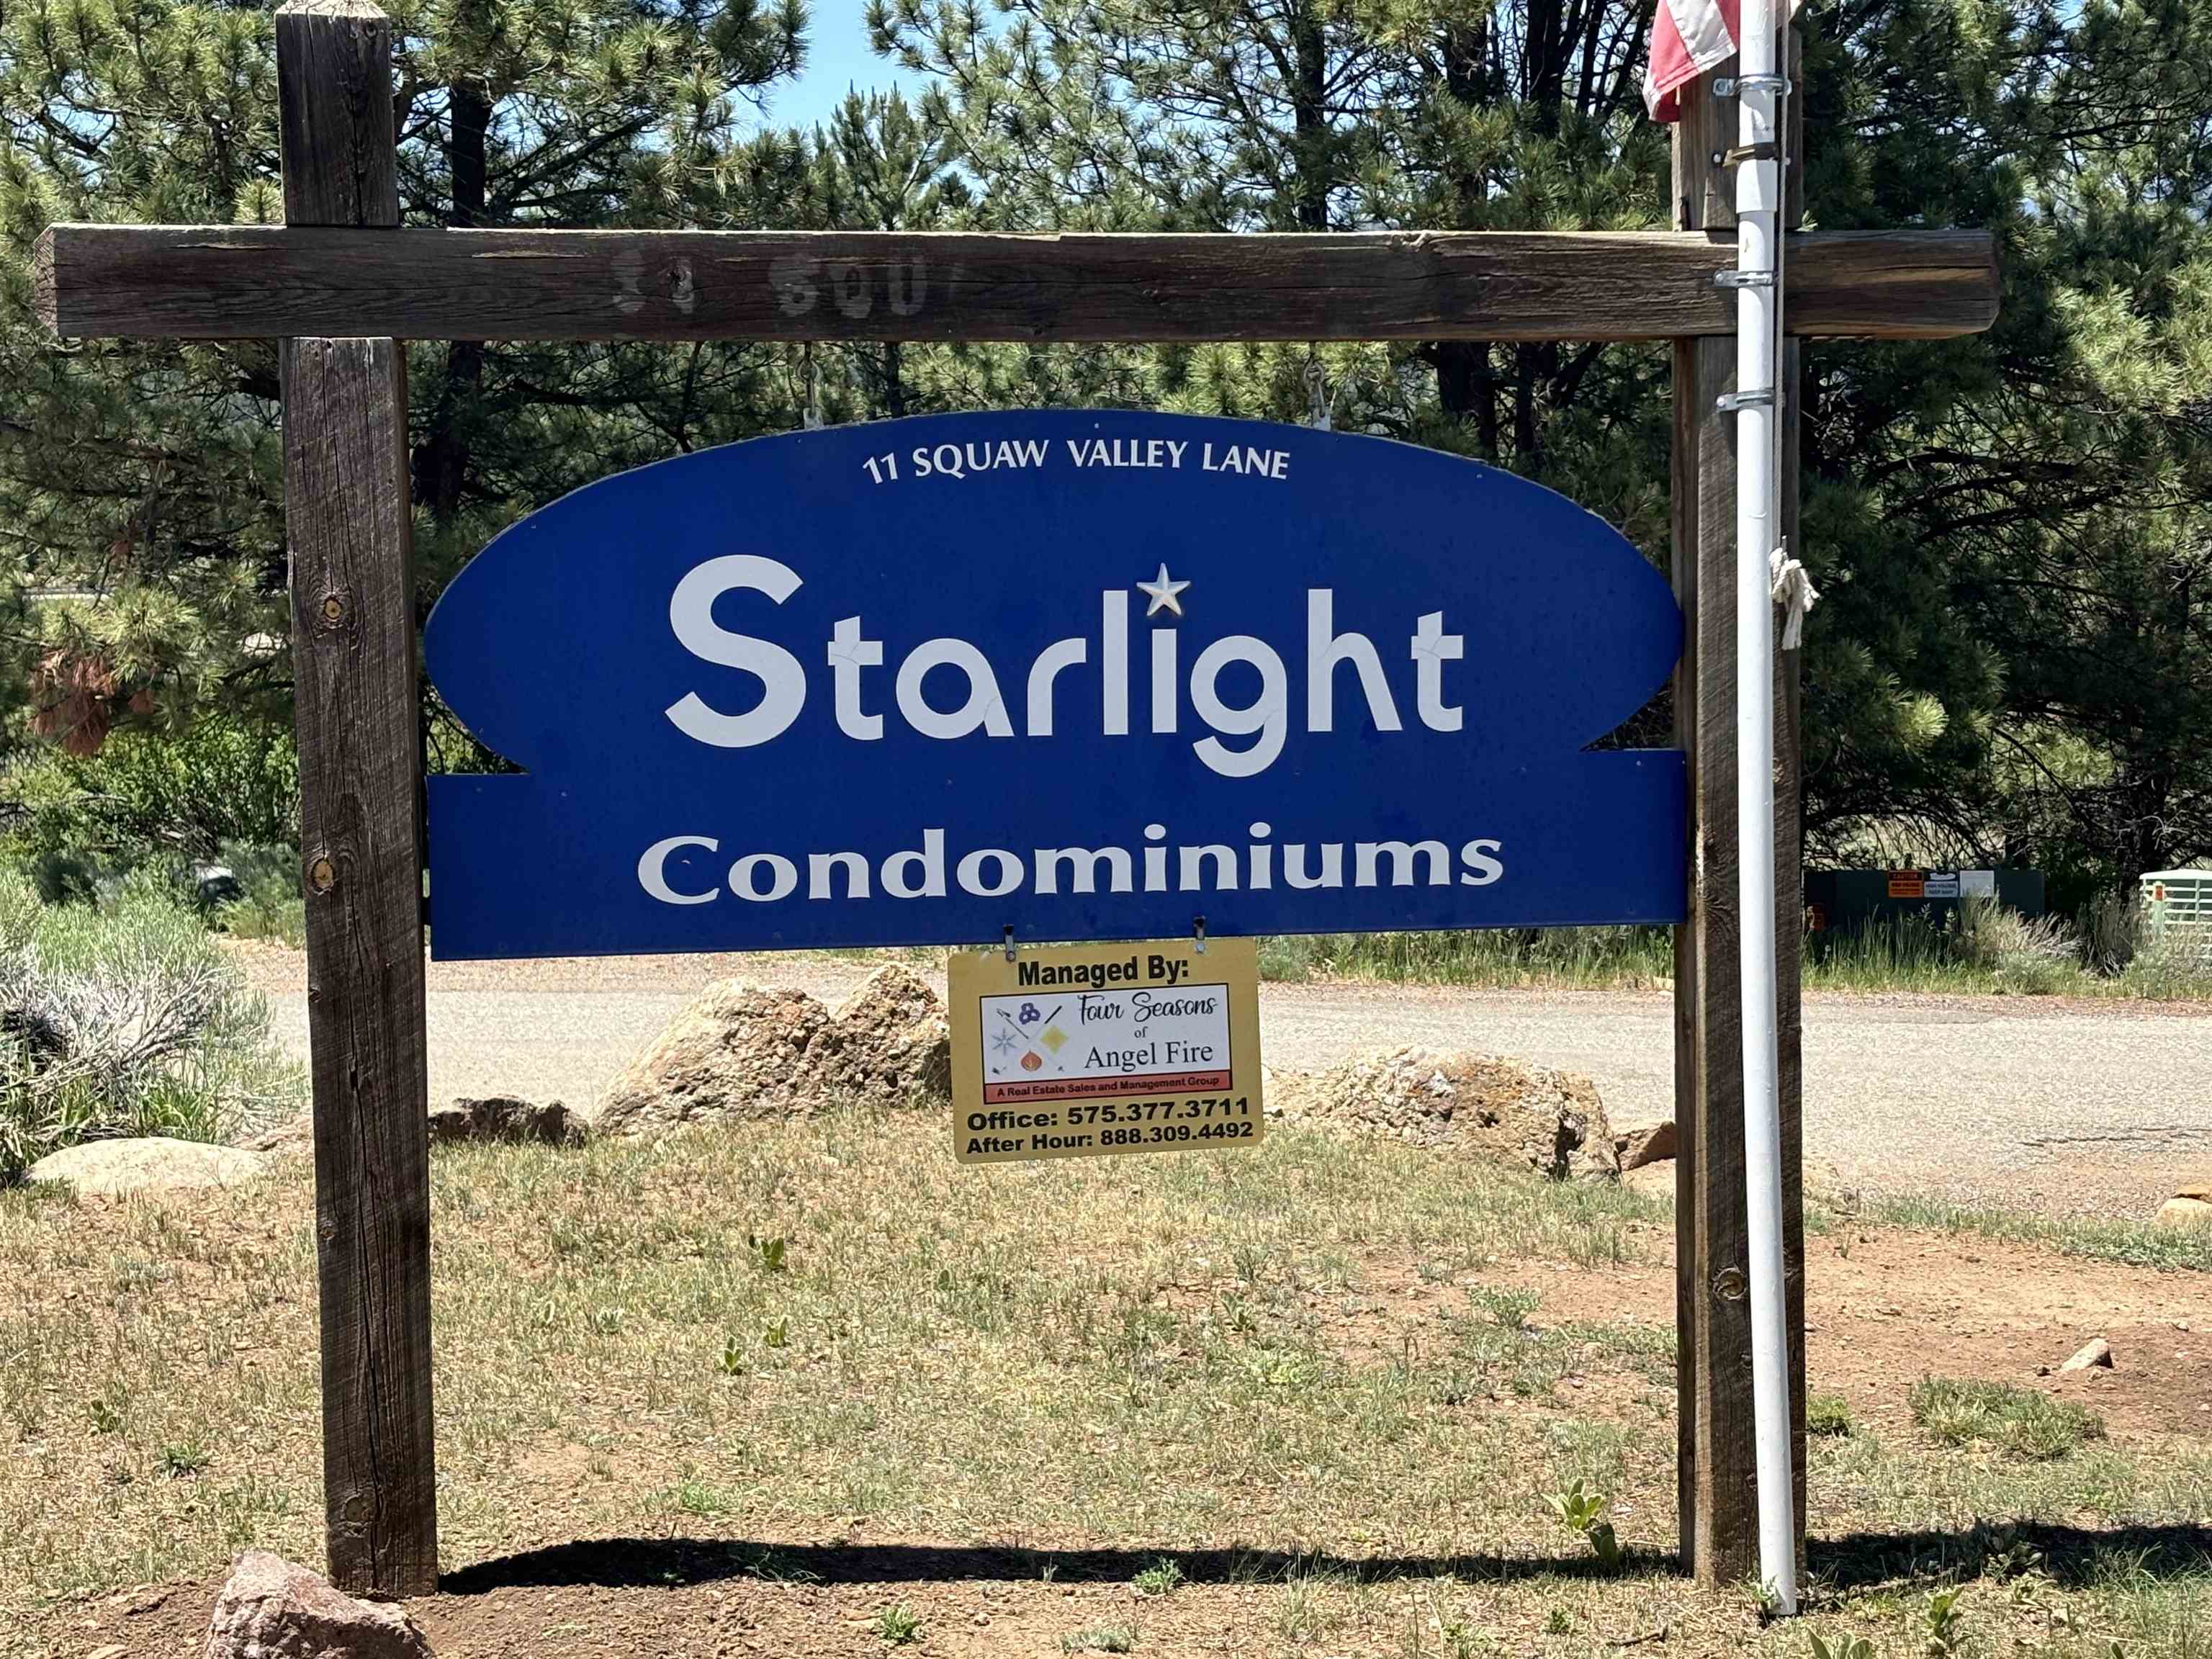 11 SQUAW VALLEY LANE
Starlight
Condominiums
Managed By:
Four Seasons
of
Angel Fire
A Real Estate Sales and Management Group
Office: 575.377.3711
After Hour: 888.309.4492
CAUTION